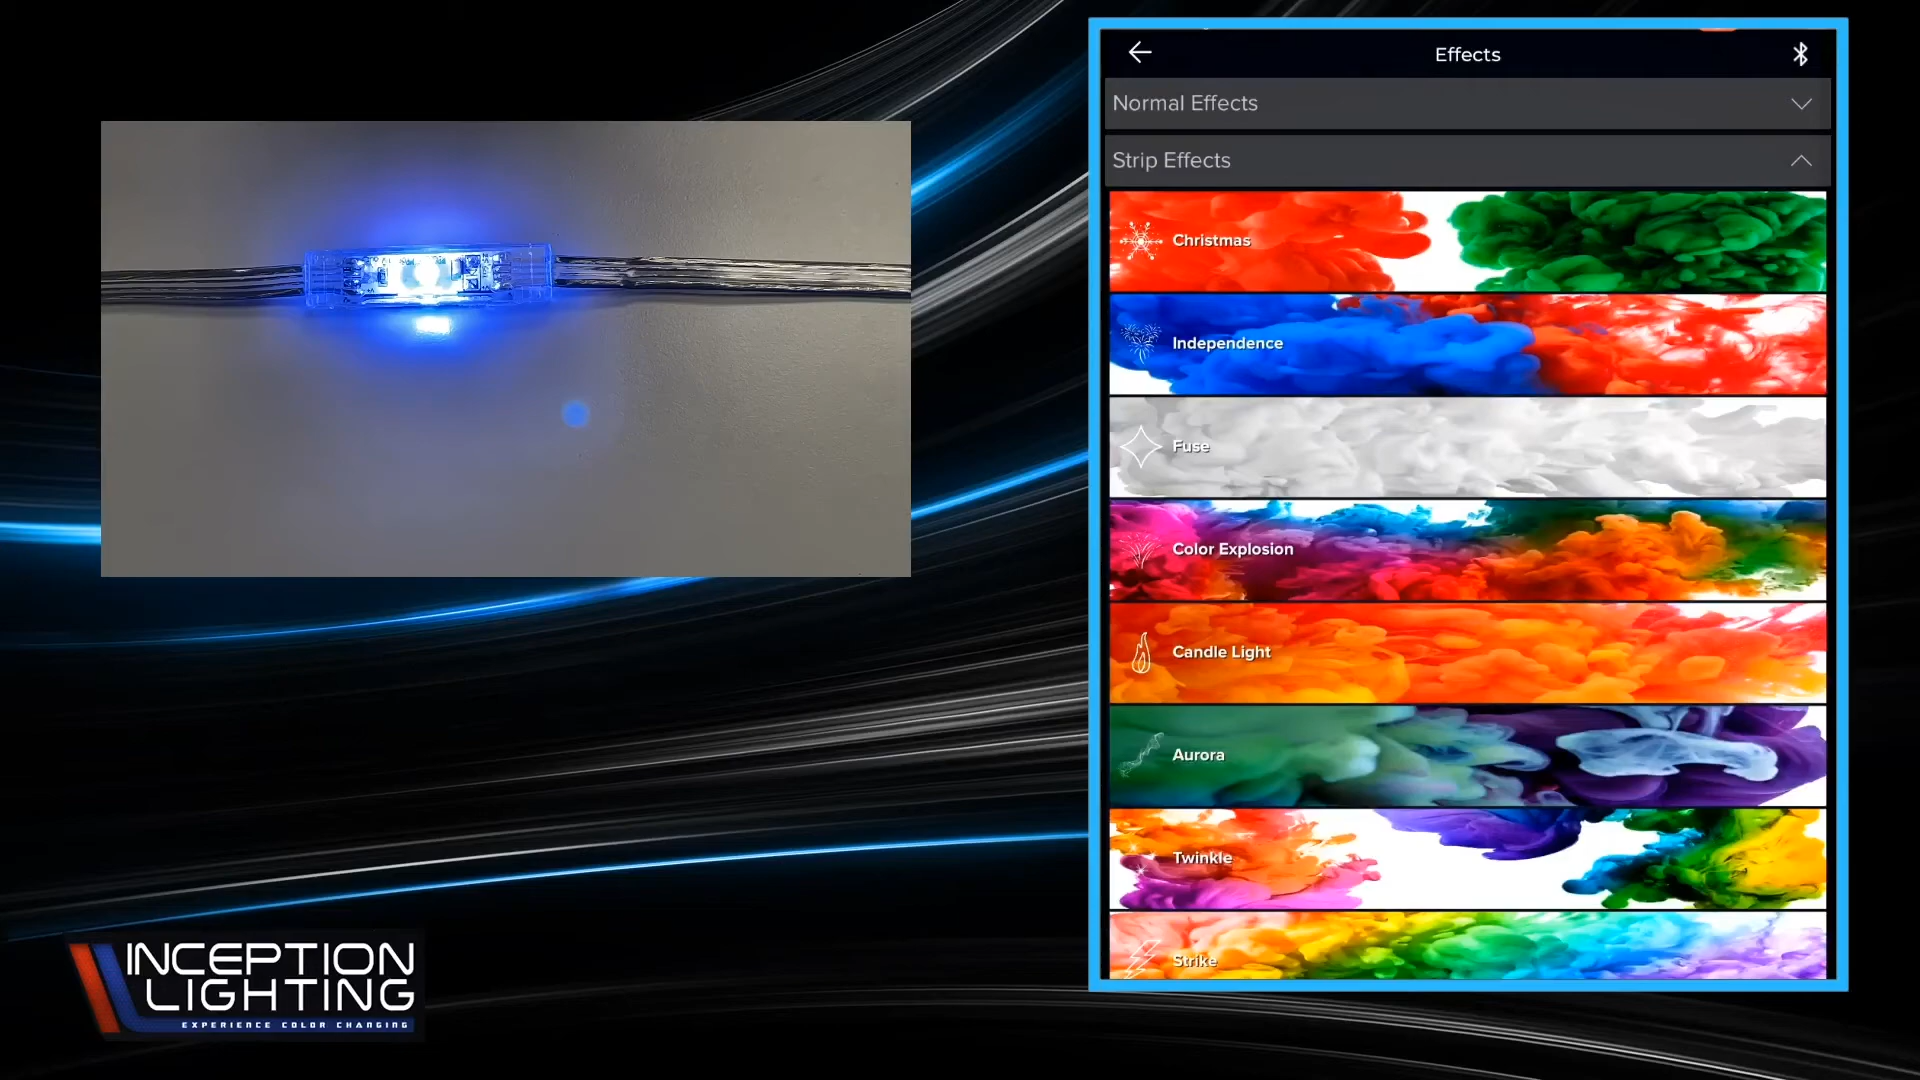 Effects
Normal Effects
Strip Effects
Christmas
Independence
Fuse
Color Explosion
Candle Light
Aurora
Twinkle
Strike
INCEPTION
LIGHTING
EXPERIENCE COLOR CHANGING